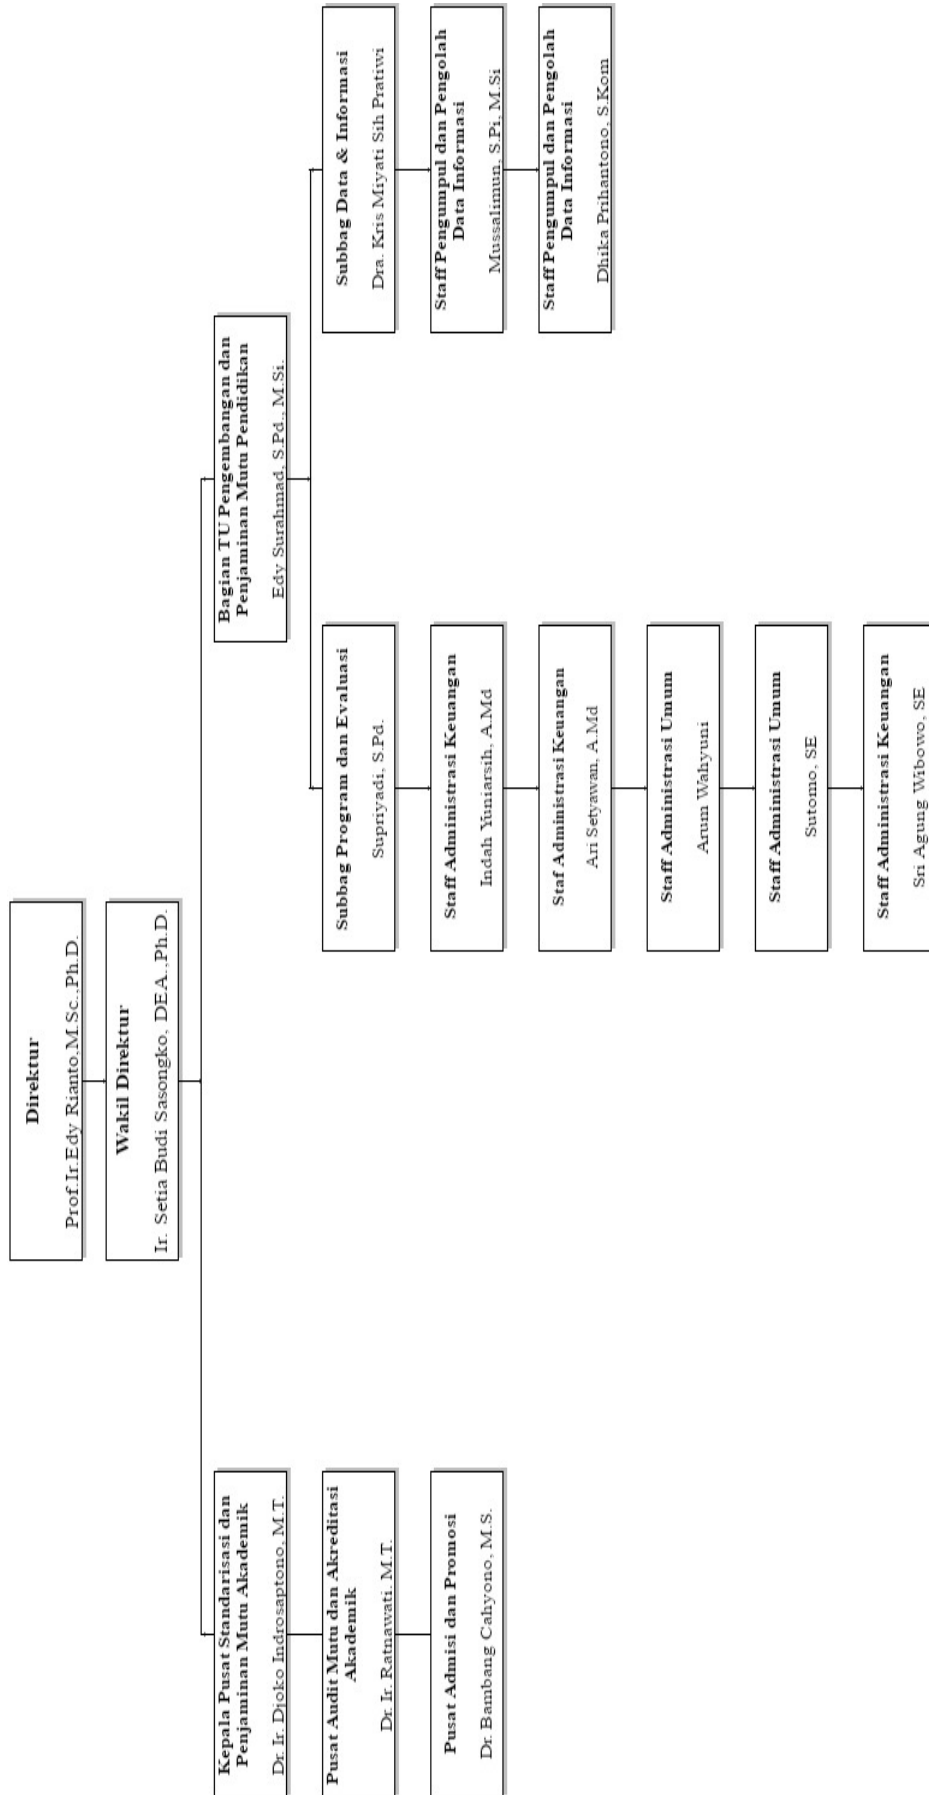 Direktur
Prof.Ir.Edy Rianto,M.Sc.,Ph.D.
Wakil Direktur
Ir. Setia Budi Sasongko, DEA.,Ph.D.
Kepala Pusat Standarisasi dan
Penjaminan Mutu Akademik
Dr. Ir. Djoko Indrosaptono, M.T.
Pusat Audit Mutu dan Akreditasi
Akademik
Dr. Ir. Ratnawati. M.T.
Pusat Admisi dan Promosi
Dr. Bambang Cahyono, M.S.
Bagian TU Pengembangan dan
Penjaminan Mutu Pendidikan
Edy Surahmad, S.Pd., M.Si.
Subbag Program dan Evaluasi
Supriyadi, S.Pd.
Staff Administrasi Keuangan
Indah Yuniarsih, A.Md
Staf Administrasi Keuangan
Ari Setyawan, A.Md
Staff Administrasi Umum
Arum Wahyuni
Staff Administrasi Umum
Sutomo, SE
Staff Administrasi Keuangan
Sri Agung Wibowo, SE
Subbag Data & Informasi
Dra. Kris Miyati Sih Pratiwi
Staff Pengumpul dan Pengolah
Data Informasi
Mussalimun, S.Pi, M.Si
Staff Pengumpul dan Pengolah
Data Informasi
Dhika Prihantono, S.Kom